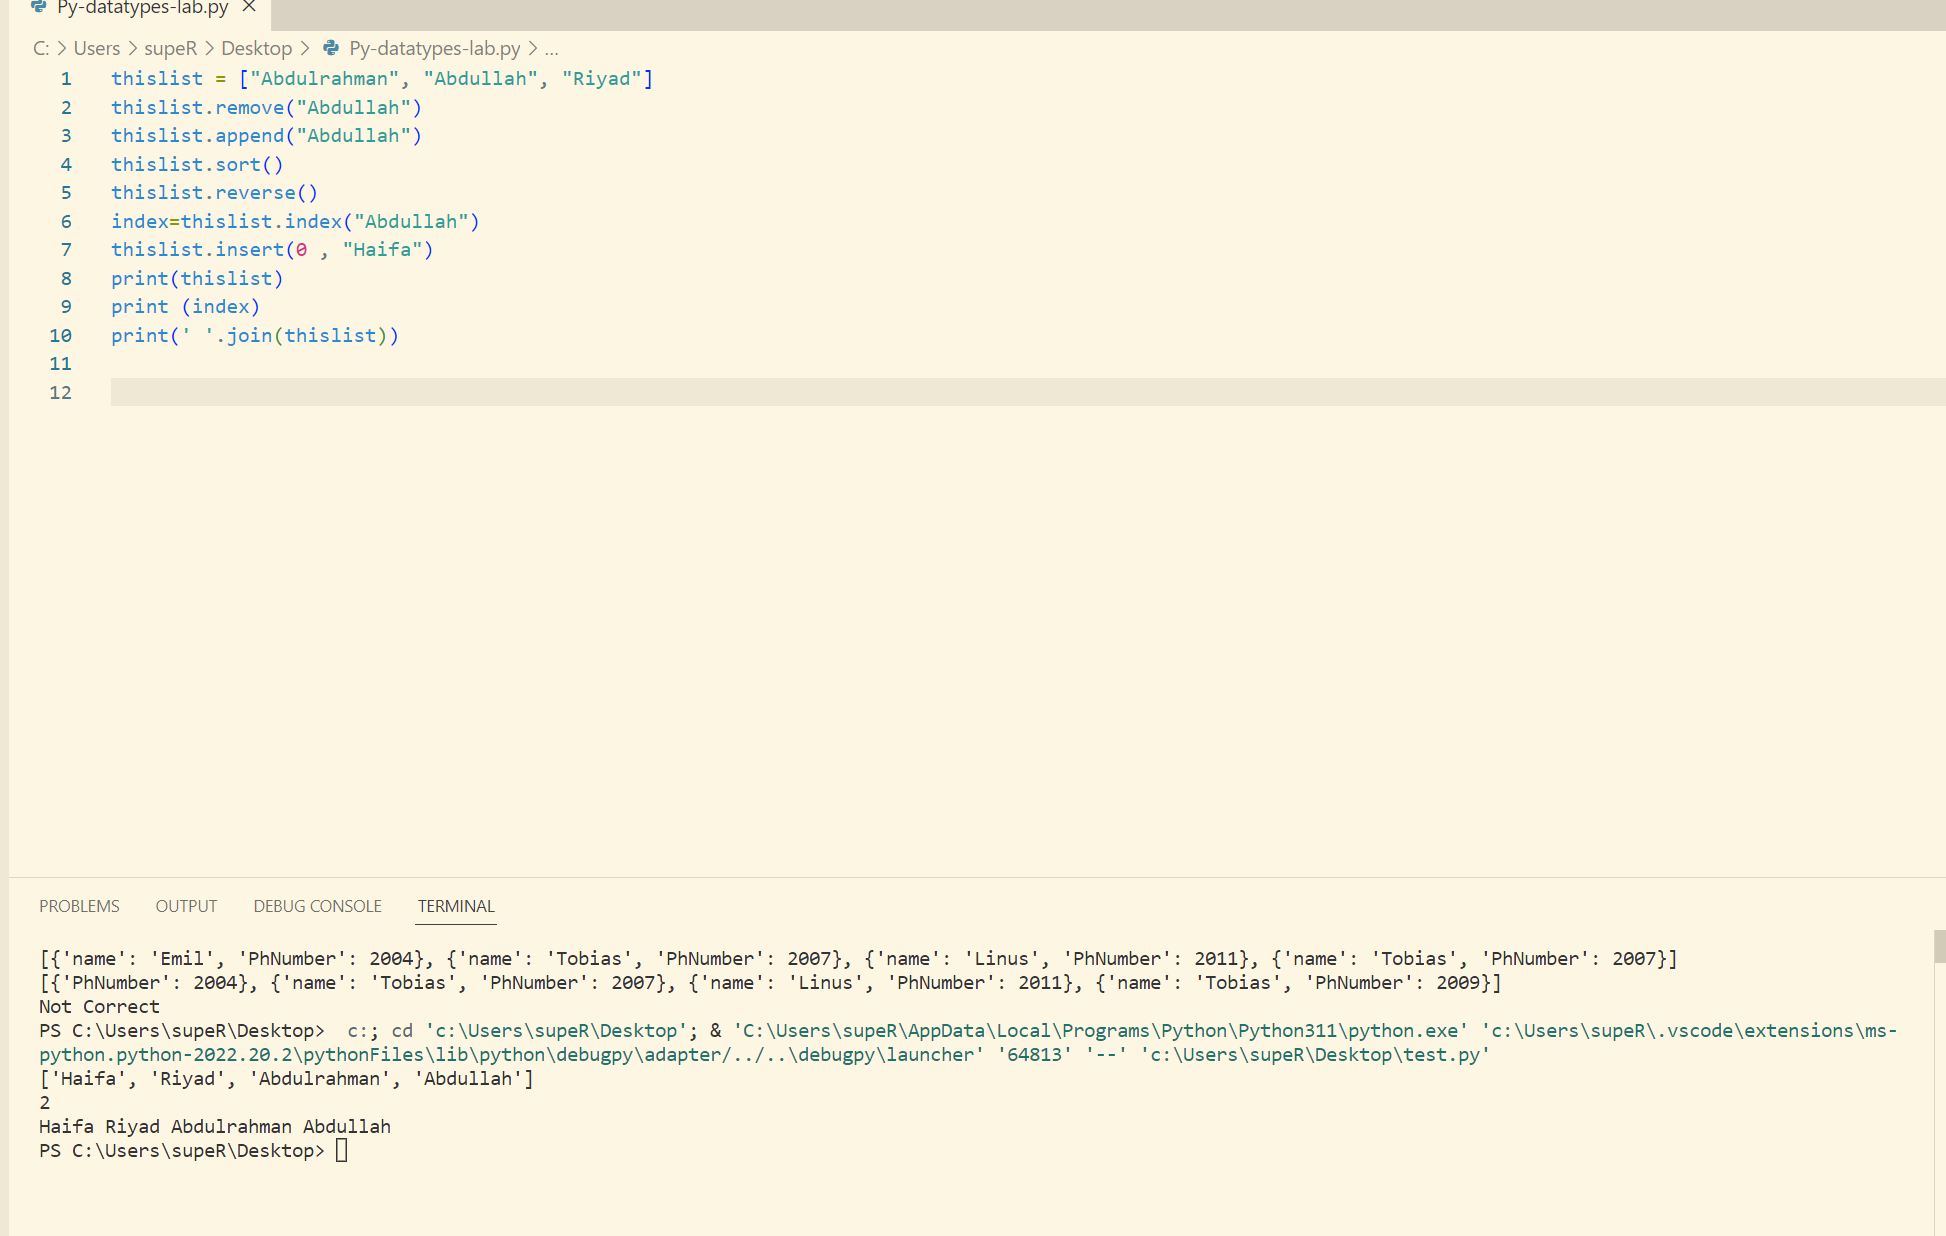 Py-datatypes-lab.py ×
C: > Users > supeR > Desktop > Py-datatypes-lab.py > ...
1 thislist = ["Abdulrahman", "Abdullah", "Riyad"]
2 thislist.remove("Abdullah")
3 thislist.append("Abdullah")
4 thislist.sort()
5 thislist.reverse()
6 index=thislist.index("Abdullah")
7 thislist.insert(0 , "Haifa")
8 print(thislist)
9 print (index)
10 print(' '.join(thislist))
11
12
PROBLEMS OUTPUT DEBUG CONSOLE TERMINAL
[{'name': 'Emil', 'PhNumber': 2004}, {'name': 'Tobias', 'PhNumber': 2007}, {'name': 'Linus', 'PhNumber': 2011}, {'name': 'Tobias', 'PhNumber': 2007}]
[{'PhNumber': 2004}, {'name': 'Tobias', 'PhNumber': 2007}, {'name': 'Linus', 'PhNumber': 2011}, {'name': 'Tobias', 'PhNumber': 2009}]
Not Correct
PS C:\Users\supeR\Desktop>  c:; cd 'c:\Users\supeR\Desktop'; & 'C:\Users\supeR\AppData\Local\Programs\Python\Python311\python.exe' 'c:\Users\supeR\.vscode\extensions\ms-
python.python-2022.20.2\pythonFiles\lib\python\debugpy\adapter/../..\debugpy\launcher' '64813' '--' 'c:\Users\supeR\Desktop\test.py'
['Haifa', 'Riyad', 'Abdulrahman', 'Abdullah']
2
Haifa Riyad Abdulrahman Abdullah
PS C:\Users\supeR\Desktop>